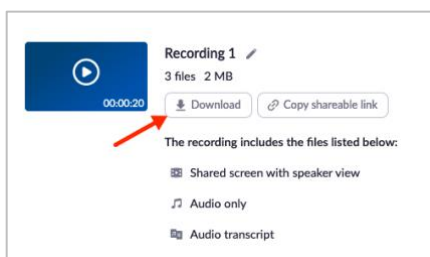 Recording 1
3 files 2 MB
00:00:20
Download
Copy shareable link
The recording includes the files listed below:
Shared screen with speaker view
Audio only
Audio transcript